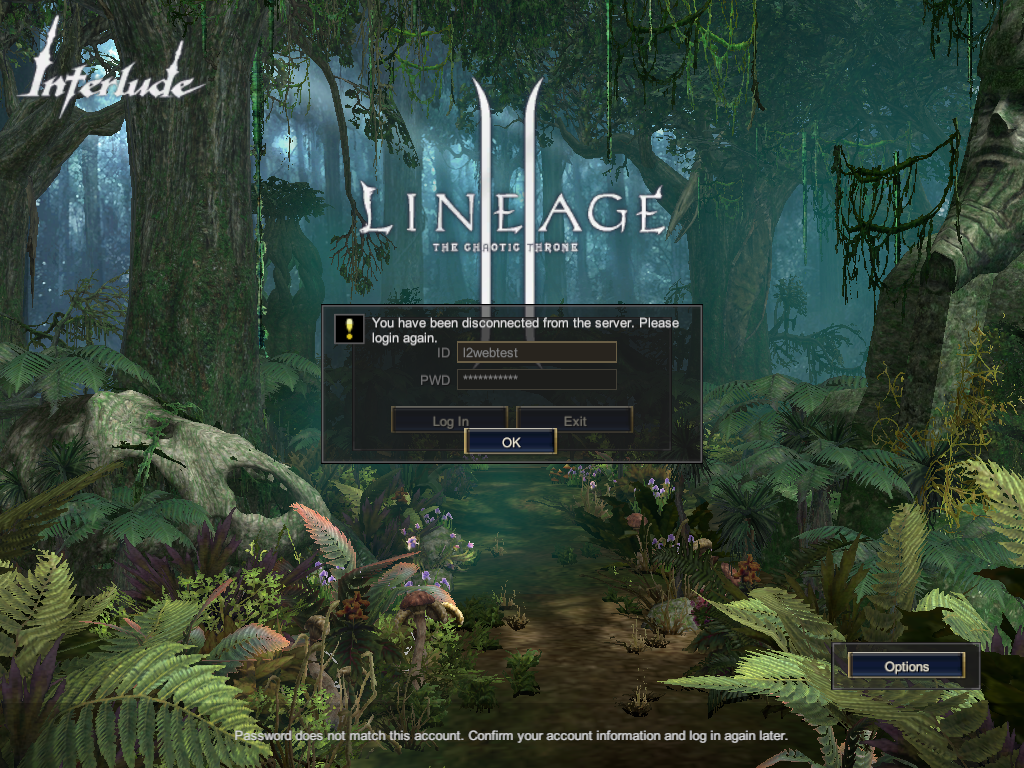 Interlude
LINEAGE II
THE CHAOTIC THRONE
You have been disconnected from the server. Please
login again.
ID l2webtest
PWD ***********
Log In Exit
OK
Options
Password does not match this account. Confirm your account information and log in again later.